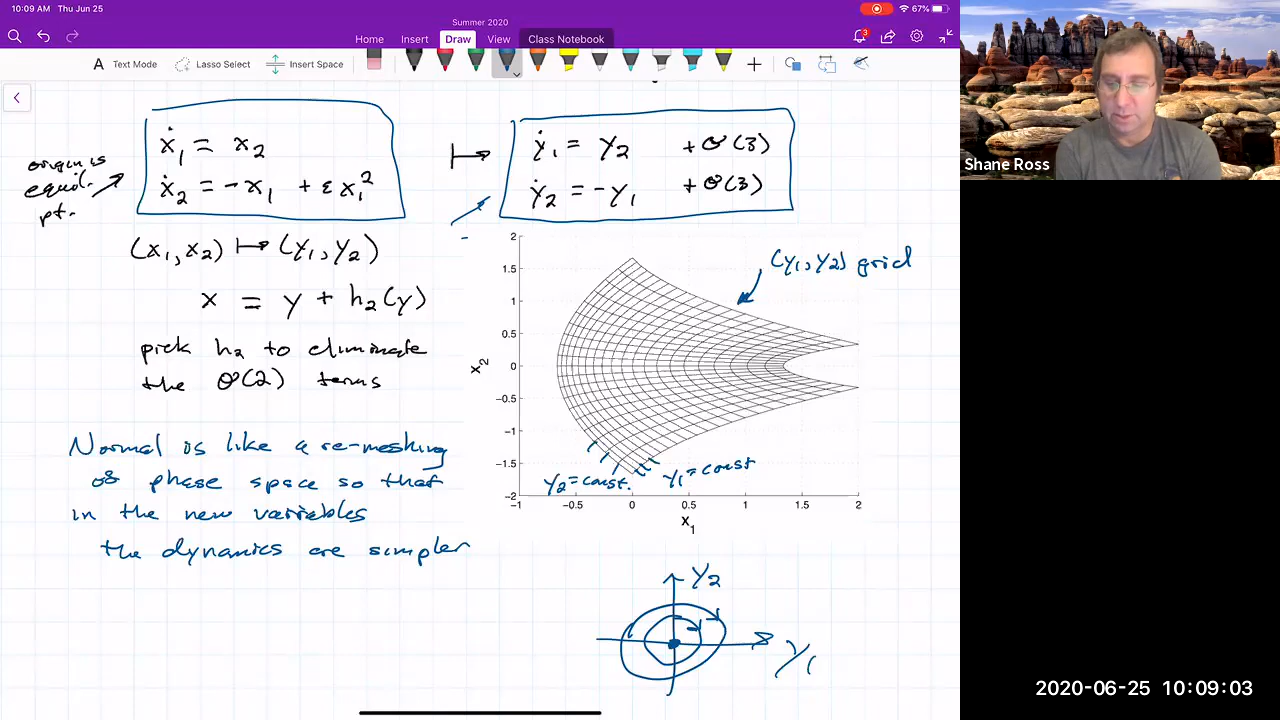 10:09 AM Thu Jun 25
67%
Summer 2020
Home Insert Draw View Class Notebook
3
A Text Mode Lasso Select Insert Space
origin is
equil.
pt.
ẋ₁ = x₂
ẋ₂ = -x₁ + εx₁²
↦
ẏ₁ = y₂ + O(3)
ẏ₂ = -y₁ + O(3)
(x₁, x₂) ↦ (y₁, y₂)
x = y + h₂(y)
pick h₂ to eliminate
the O(2) terms
Normal is like a re-meshing
of phase space so that
in the new variables
the dynamics are simpler
(y₁, y₂) grid
2
1.5
1
0.5
0
-0.5
-1
-1.5
-2
x₂
y₂=const. y₁=const
-1 -0.5 0 0.5 1 1.5 2
x₁
y₂
y₁
Shane Ross
2020-06-25 10:09:03